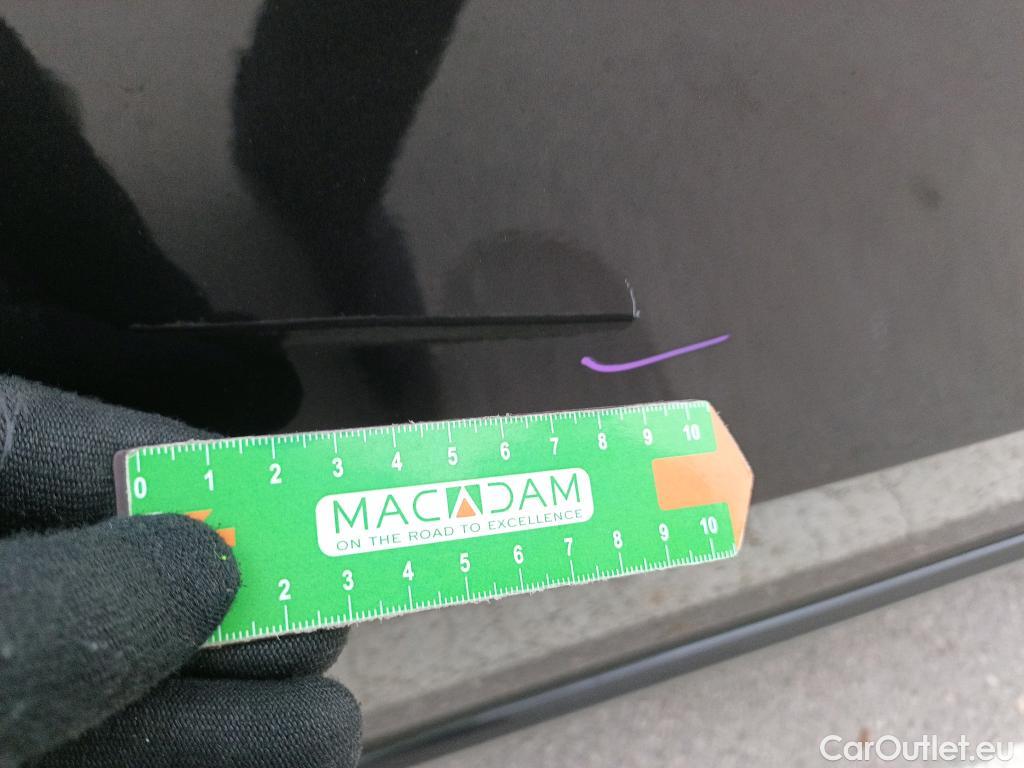 0 1 2 3 4 5 6 7 8 9 10
MACADAM
ON THE ROAD TO EXCELLENCE
2 3 4 5 6 7 8 9 10
CarOutlet.eu